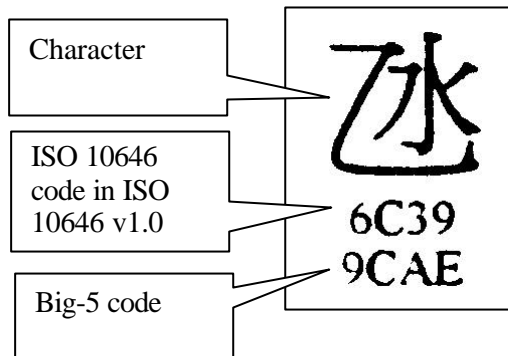 Character
ISO 10646
code in ISO
10646 v1.0
Big-5 code
氹
6C39
9CAE